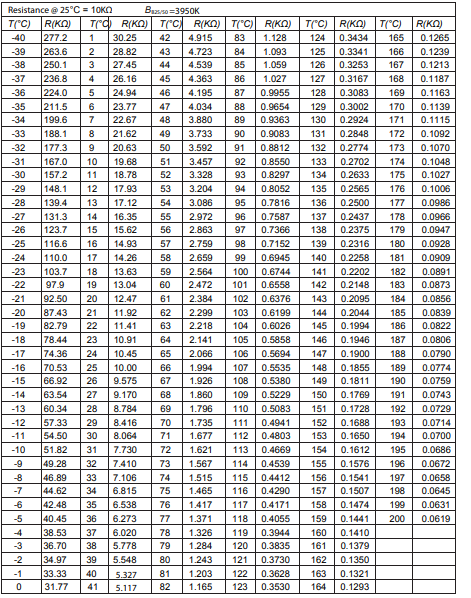 Resistance @ 25°C = 10KΩ B₈₂₅/₅₀ =3950K
T(°C) R(KΩ) T(°C) R(KΩ) T(°C) R(KΩ) T(°C) R(KΩ) T(°C) R(KΩ) T(°C) R(KΩ)
-40 277.2 1 30.25 42 4.915 83 1.128 124 0.3434 165 0.1265
-39 263.6 2 28.82 43 4.723 84 1.093 125 0.3341 166 0.1239
-38 250.1 3 27.45 44 4.539 85 1.059 126 0.3253 167 0.1213
-37 236.8 4 26.16 45 4.363 86 1.027 127 0.3167 168 0.1187
-36 224.0 5 24.94 46 4.195 87 0.9955 128 0.3083 169 0.1163
-35 211.5 6 23.77 47 4.034 88 0.9654 129 0.3002 170 0.1139
-34 199.6 7 22.67 48 3.880 89 0.9363 130 0.2924 171 0.1115
-33 188.1 8 21.62 49 3.733 90 0.9083 131 0.2848 172 0.1092
-32 177.3 9 20.63 50 3.592 91 0.8812 132 0.2774 173 0.1070
-31 167.0 10 19.68 51 3.457 92 0.8550 133 0.2702 174 0.1048
-30 157.2 11 18.78 52 3.328 93 0.8297 134 0.2633 175 0.1027
-29 148.1 12 17.93 53 3.204 94 0.8052 135 0.2565 176 0.1006
-28 139.4 13 17.12 54 3.086 95 0.7816 136 0.2500 177 0.0986
-27 131.3 14 16.35 55 2.972 96 0.7587 137 0.2437 178 0.0966
-26 123.7 15 15.62 56 2.863 97 0.7366 138 0.2375 179 0.0947
-25 116.6 16 14.93 57 2.759 98 0.7152 139 0.2316 180 0.0928
-24 110.0 17 14.26 58 2.659 99 0.6945 140 0.2258 181 0.0909
-23 103.7 18 13.63 59 2.564 100 0.6744 141 0.2202 182 0.0891
-22 97.9 19 13.04 60 2.472 101 0.6558 142 0.2148 183 0.0873
-21 92.50 20 12.47 61 2.384 102 0.6376 143 0.2095 184 0.0856
-20 87.43 21 11.92 62 2.299 103 0.6199 144 0.2044 185 0.0839
-19 82.79 22 11.41 63 2.218 104 0.6026 145 0.1994 186 0.0822
-18 78.44 23 10.91 64 2.141 105 0.5858 146 0.1946 187 0.0806
-17 74.36 24 10.45 65 2.066 106 0.5694 147 0.1900 188 0.0790
-16 70.53 25 10.00 66 1.994 107 0.5535 148 0.1855 189 0.0774
-15 66.92 26 9.575 67 1.926 108 0.5380 149 0.1811 190 0.0759
-14 63.54 27 9.170 68 1.860 109 0.5229 150 0.1769 191 0.0743
-13 60.34 28 8.784 69 1.796 110 0.5083 151 0.1728 192 0.0729
-12 57.33 29 8.416 70 1.735 111 0.4941 152 0.1688 193 0.0714
-11 54.50 30 8.064 71 1.677 112 0.4803 153 0.1650 194 0.0700
-10 51.82 31 7.730 72 1.621 113 0.4669 154 0.1612 195 0.0686
-9 49.28 32 7.410 73 1.567 114 0.4539 155 0.1576 196 0.0672
-8 46.89 33 7.106 74 1.515 115 0.4412 156 0.1541 197 0.0658
-7 44.62 34 6.815 75 1.465 116 0.4290 157 0.1507 198 0.0645
-6 42.48 35 6.538 76 1.417 117 0.4171 158 0.1474 199 0.0631
-5 40.45 36 6.273 77 1.371 118 0.4055 159 0.1441 200 0.0619
-4 38.53 37 6.020 78 1.326 119 0.3944 160 0.1410
-3 36.70 38 5.778 79 1.284 120 0.3835 161 0.1379
-2 34.97 39 5.548 80 1.243 121 0.3730 162 0.1350
-1 33.33 40 5.327 81 1.203 122 0.3628 163 0.1321
0 31.77 41 5.117 82 1.165 123 0.3530 164 0.1293